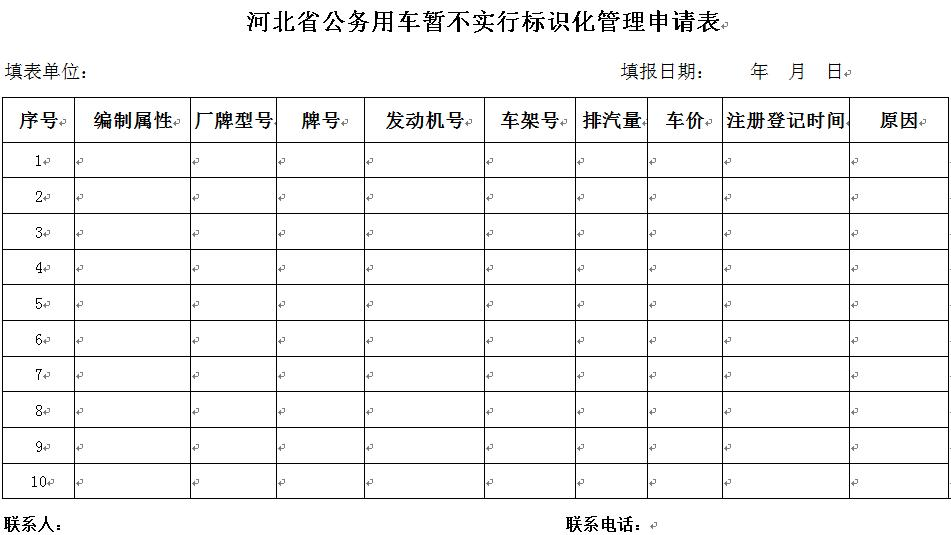 河北省公务用车暂不实行标识化管理申请表
填表单位： 填报日期： 年 月 日
序号 编制属性 厂牌型号 牌号 发动机号 车架号 排汽量 车价 注册登记时间 原因
1
2
3
4
5
6
7
8
9
10
联系人： 联系电话：